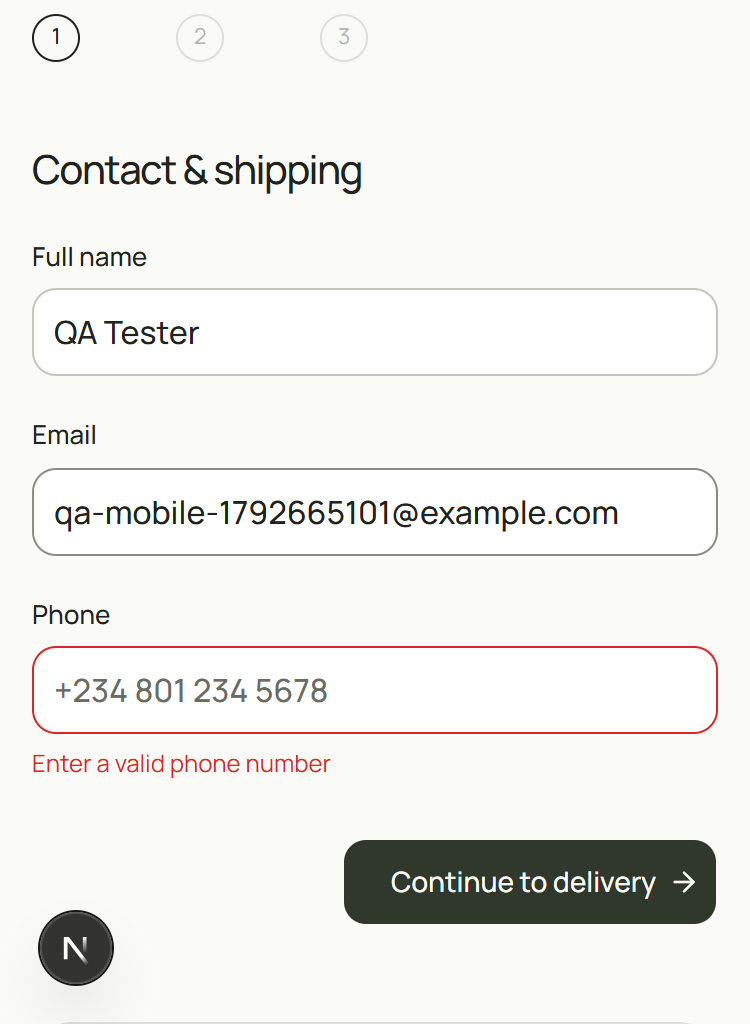 1
2
3
Contact & shipping
Full name
QA Tester
Email
qa-mobile-1792665101@example.com
Phone
+234 801 234 5678
Enter a valid phone number
Continue to delivery →
N